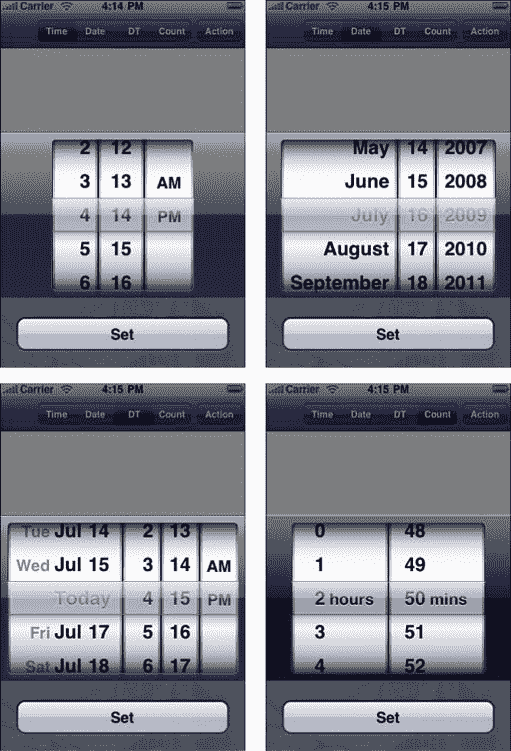 Carrier 4:14 PM
Time Date DT Count Action
2 12
3 13 AM
4 14 PM
5 15
6 16
Set
Carrier 4:15 PM
Time Date DT Count Action
May 14 2007
June 15 2008
July 16 2009
August 17 2010
September 18 2011
Set
Carrier 4:15 PM
Time Date DT Count Action
Tue Jul 14 2 13
Wed Jul 15 3 14 AM
Today 4 15 PM
Fri Jul 17 5 16
Sat Jul 18 6 17
Set
Carrier 4:15 PM
Time Date DT Count Action
0 48
1 49
2 hours 50 mins
3 51
4 52
Set